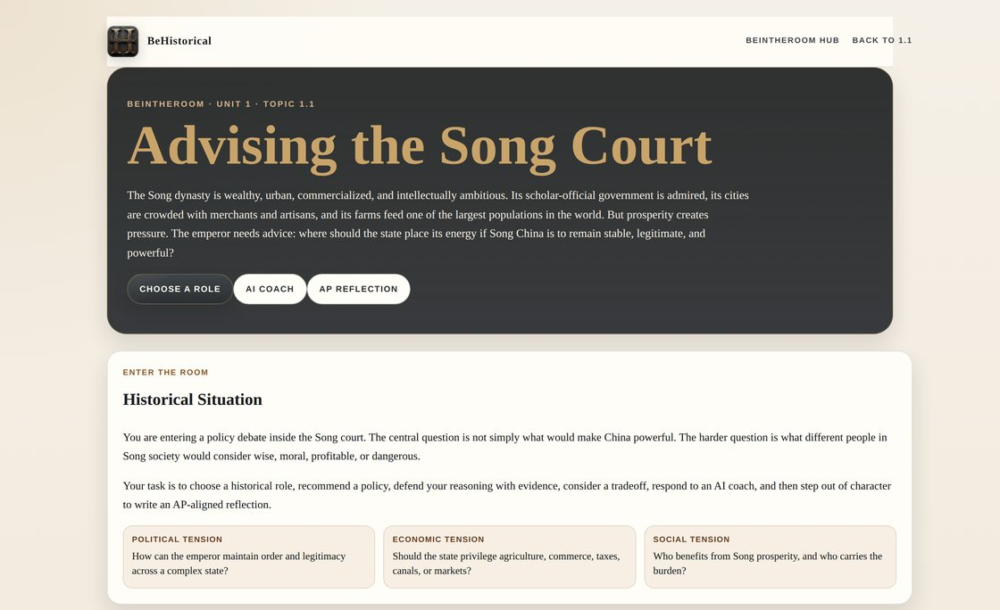 BeHistorical
BEINTHEROOM HUB BACK TO 1.1
BEINTHEROOM · UNIT 1 · TOPIC 1.1
Advising the Song Court
The Song dynasty is wealthy, urban, commercialized, and intellectually ambitious. Its scholar-official government is admired, its cities
are crowded with merchants and artisans, and its farms feed one of the largest populations in the world. But prosperity creates
pressure. The emperor needs advice: where should the state place its energy if Song China is to remain stable, legitimate, and
powerful?
CHOOSE A ROLE AI COACH AP REFLECTION
ENTER THE ROOM
Historical Situation
You are entering a policy debate inside the Song court. The central question is not simply what would make China powerful. The harder question is what different people in
Song society would consider wise, moral, profitable, or dangerous.
Your task is to choose a historical role, recommend a policy, defend your reasoning with evidence, consider a tradeoff, respond to an AI coach, and then step out of character
to write an AP-aligned reflection.
POLITICAL TENSION
How can the emperor maintain order and legitimacy
across a complex state?
ECONOMIC TENSION
Should the state privilege agriculture, commerce, taxes,
canals, or markets?
SOCIAL TENSION
Who benefits from Song prosperity, and who carries the
burden?